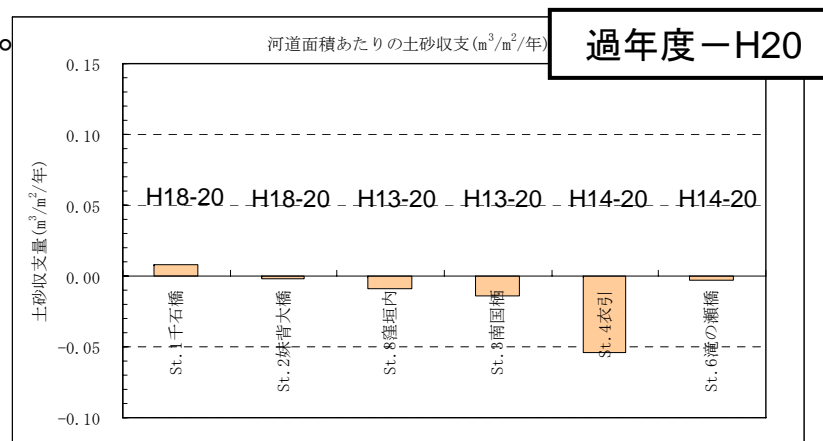 。
河道面積あたりの土砂収支(m³/m²/年)
過年度－H20
土砂収支量(m³/m²/年)
0.15
0.10
0.05
0.00
-0.05
-0.10
H18-20 H18-20 H13-20 H13-20 H14-20 H14-20
St.1千石橋
St.2妹背大橋
St.8窪垣内
St.3南国栖
St.4衣引
St.6滝の瀬橋